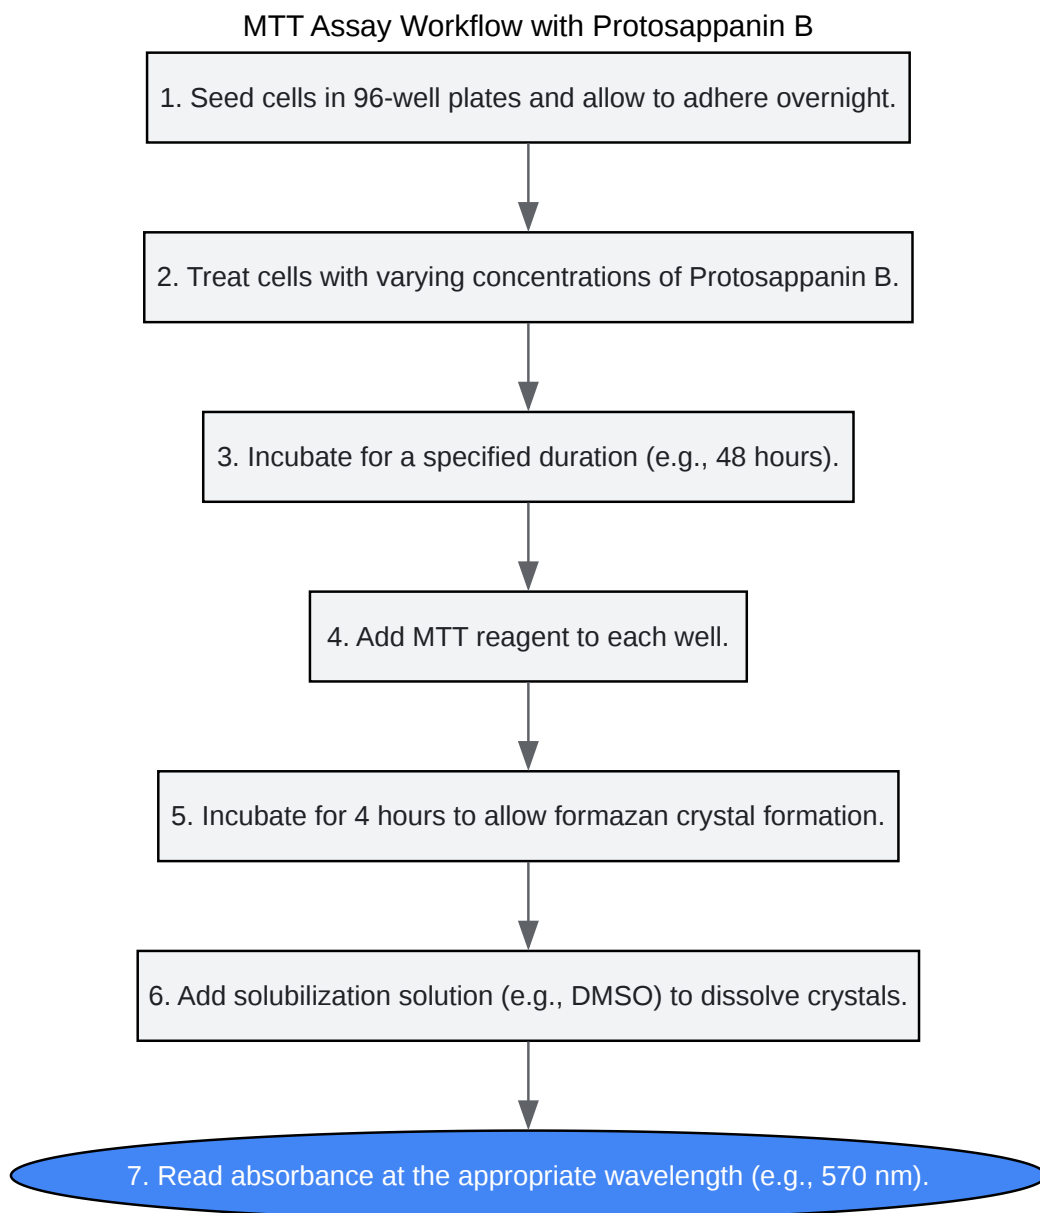 MTT Assay Workflow with Protosappanin B
1. Seed cells in 96-well plates and allow to adhere overnight.
2. Treat cells with varying concentrations of Protosappanin B.
3. Incubate for a specified duration (e.g., 48 hours).
4. Add MTT reagent to each well.
5. Incubate for 4 hours to allow formazan crystal formation.
6. Add solubilization solution (e.g., DMSO) to dissolve crystals.
7. Read absorbance at the appropriate wavelength (e.g., 570 nm).